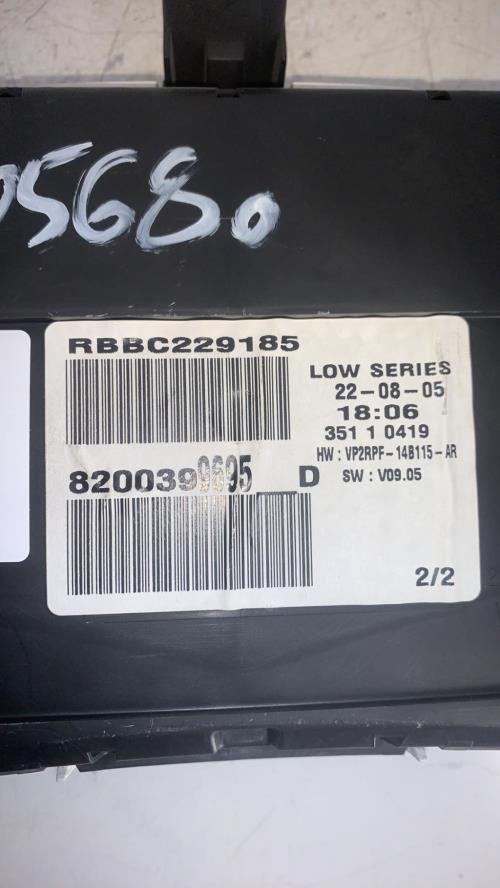 05680
RBBC229185
LOW SERIES
22-08-05
18:06
351 1 0419
HW : VP2RPF-14B115-AR
8200399695__D
SW : V09.05
2/2